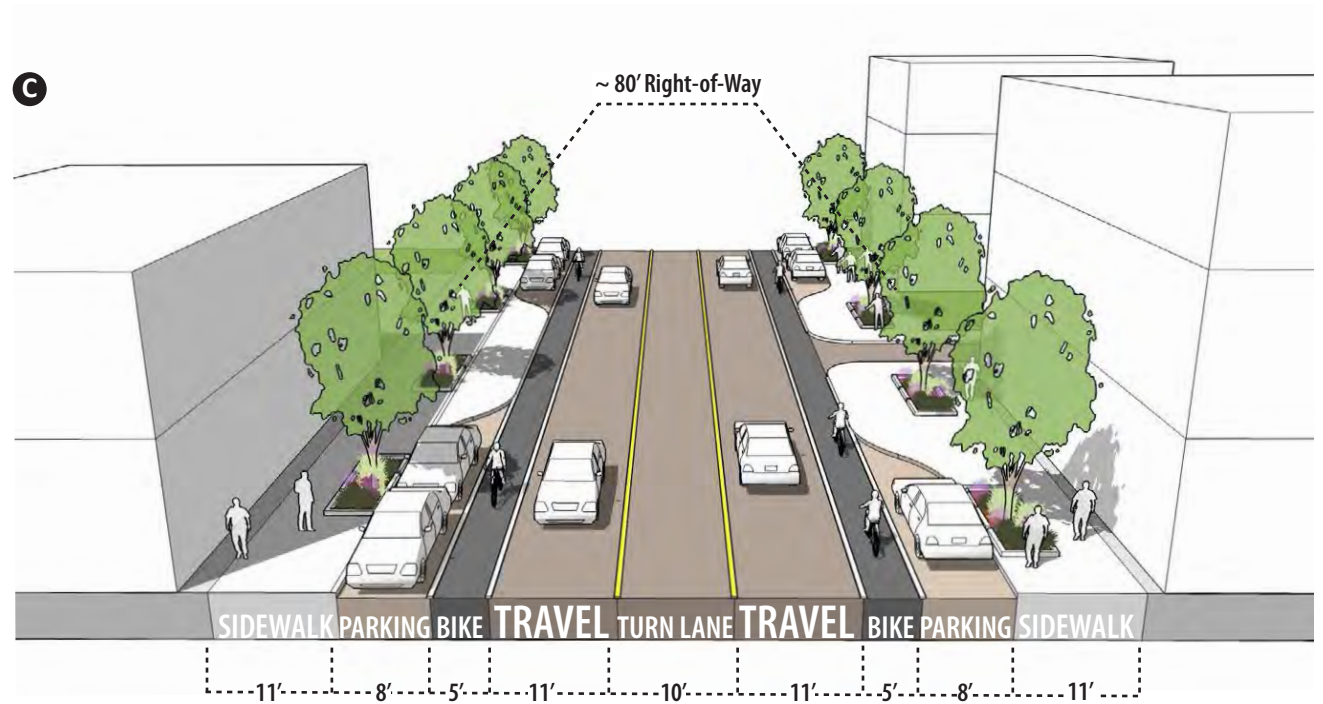 C
~ 80’ Right-of-Way
SIDEWALK PARKING BIKE TRAVEL TURN LANE TRAVEL BIKE PARKING SIDEWALK
11’ 8’ 5’ 11’ 10’ 11’ 5’ 8’ 11’